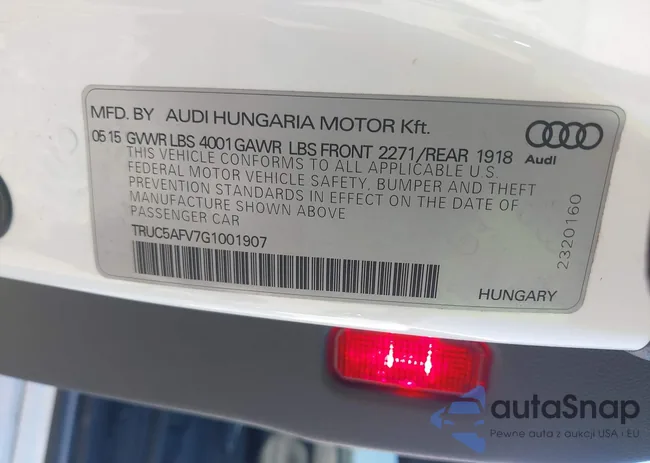 MFD. BY AUDI HUNGARIA MOTOR Kft.
05 15 GVWR LBS 4001 GAWR LBS FRONT 2271/REAR 1918
THIS VEHICLE CONFORMS TO ALL APPLICABLE U.S.
FEDERAL MOTOR VEHICLE SAFETY, BUMPER AND THEFT
PREVENTION STANDARDS IN EFFECT ON THE DATE OF
MANUFACTURE SHOWN ABOVE
PASSENGER CAR
TRUC5AFV7G1001907
Audi
2320160
HUNGARY
autaSnap
Pewne auta z aukcji USA i EU